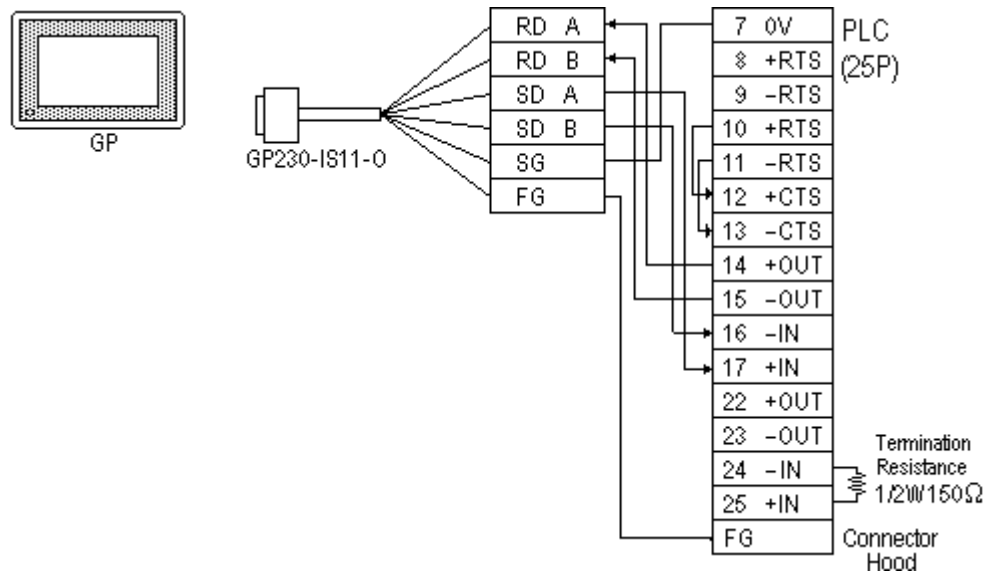 GP
GP230-IS11-O
RD A
RD B
SD A
SD B
SG
FG
7 0V
8 +RTS
9 -RTS
10 +RTS
11 -RTS
12 +CTS
13 -CTS
14 +OUT
15 -OUT
16 -IN
17 +IN
22 +OUT
23 -OUT
24 -IN
25 +IN
FG
PLC
(25P)
Termination
Resistance
1/2W150Ω
Connector
Hood